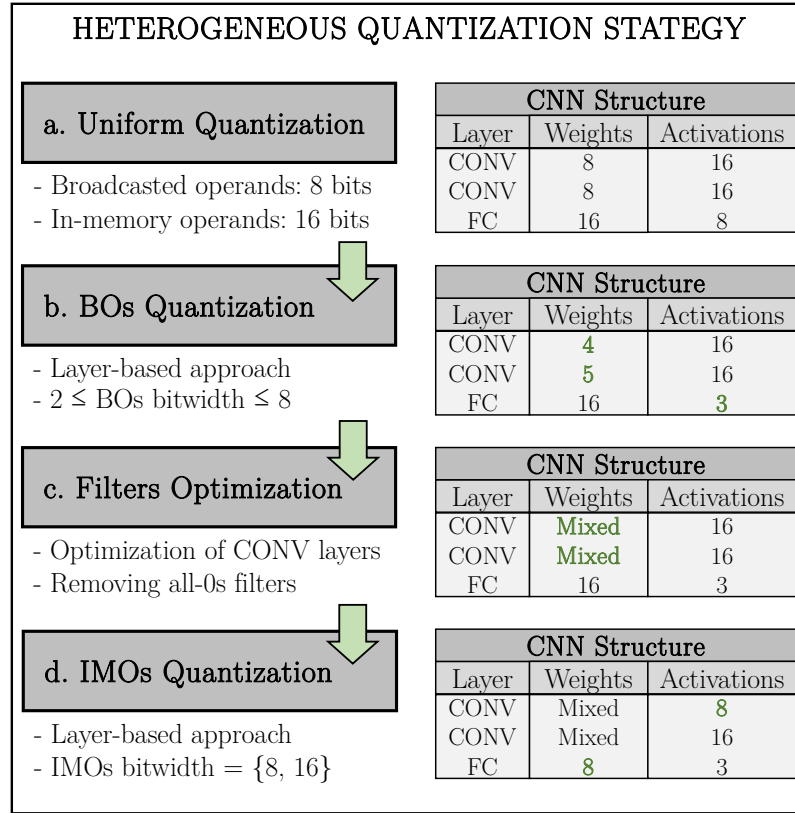 HETEROGENEOUS QUANTIZATION STATEGY
a. Uniform Quantization
- Broadcasted operands: 8 bits
- In-memory operands: 16 bits
CNN Structure
Layer Weights Activations
CONV 8 16
CONV 8 16
FC 16 8
b. BOs Quantization
- Layer-based approach
- 2 ≤ BOs bitwidth ≤ 8
CNN Structure
Layer Weights Activations
CONV 4 16
CONV 5 16
FC 16 3
c. Filters Optimization
- Optimization of CONV layers
- Removing all-0s filters
CNN Structure
Layer Weights Activations
CONV Mixed 16
CONV Mixed 16
FC 16 3
d. IMOs Quantization
- Layer-based approach
- IMOs bitwidth = {8, 16}
CNN Structure
Layer Weights Activations
CONV Mixed 8
CONV Mixed 16
FC 8 3